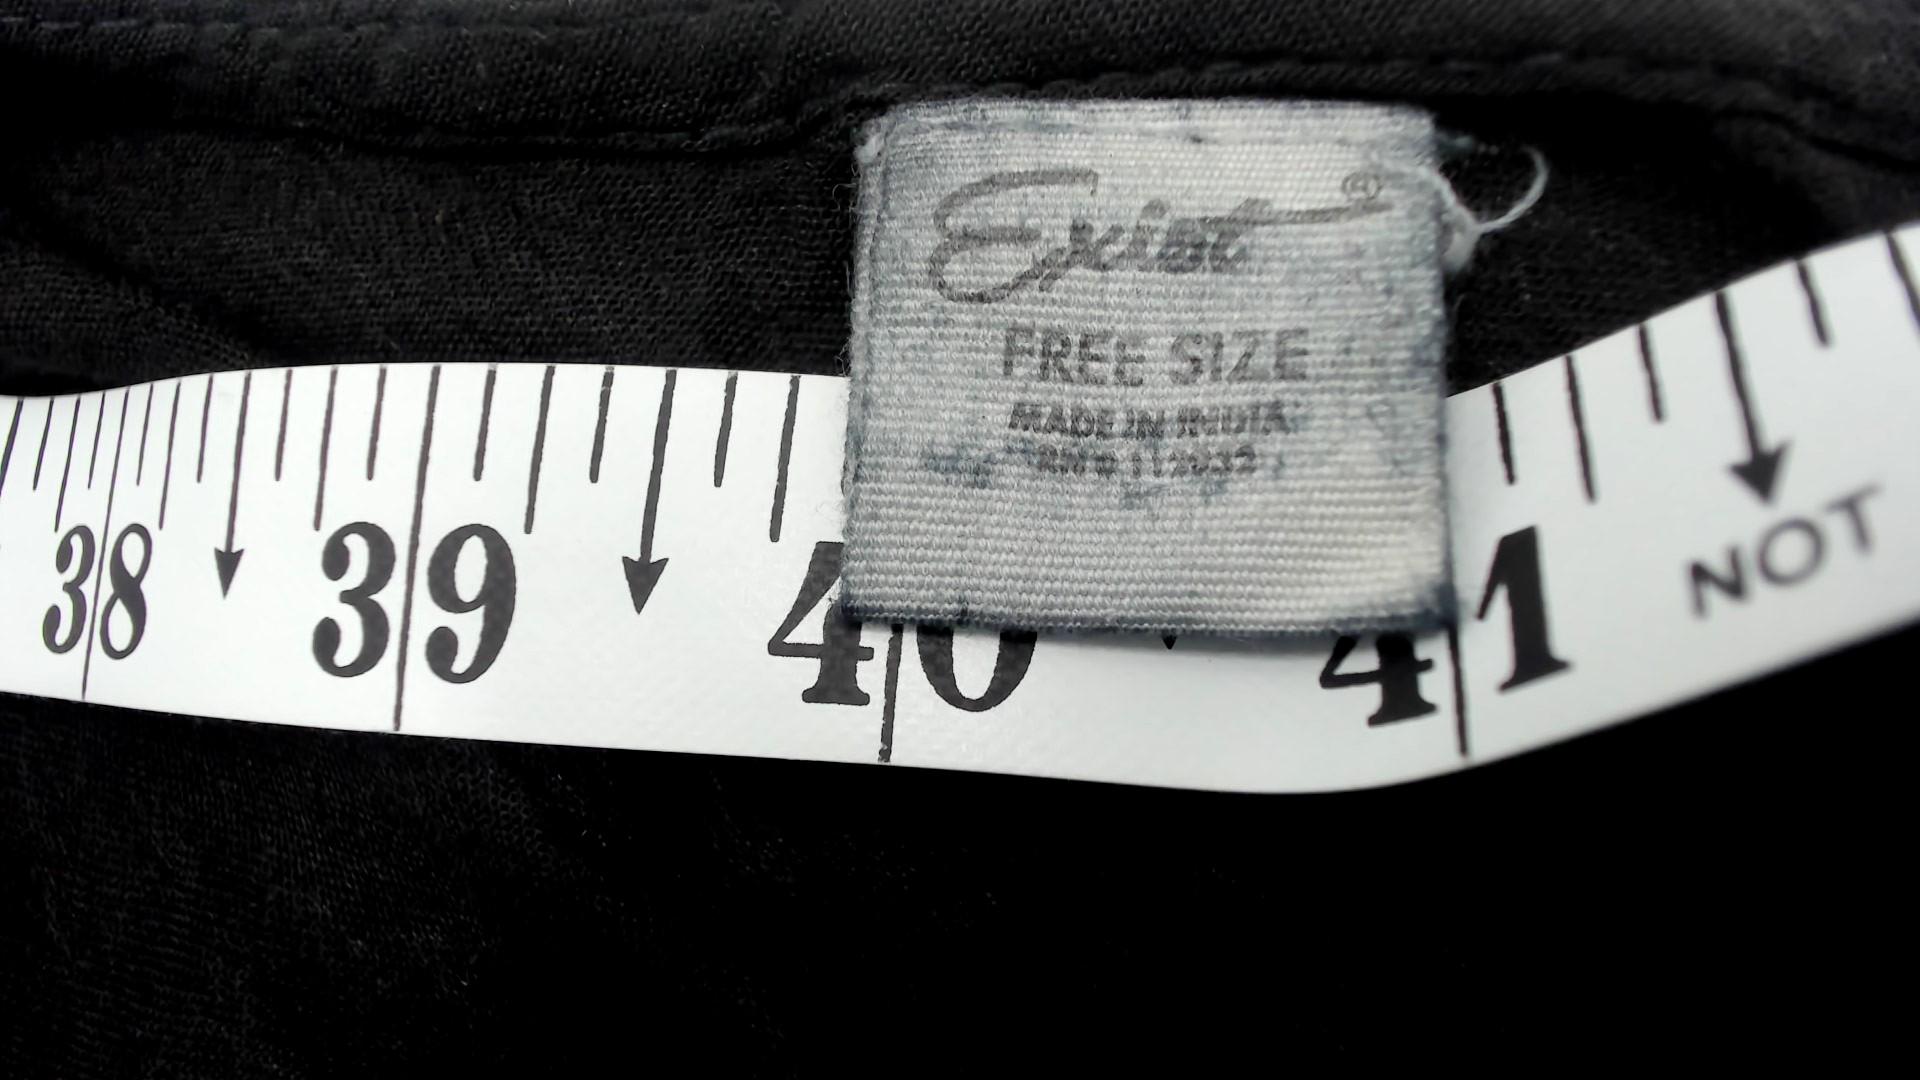 Exist®
FREE SIZE
MADE IN INDIA
38 39 40 41 NOT